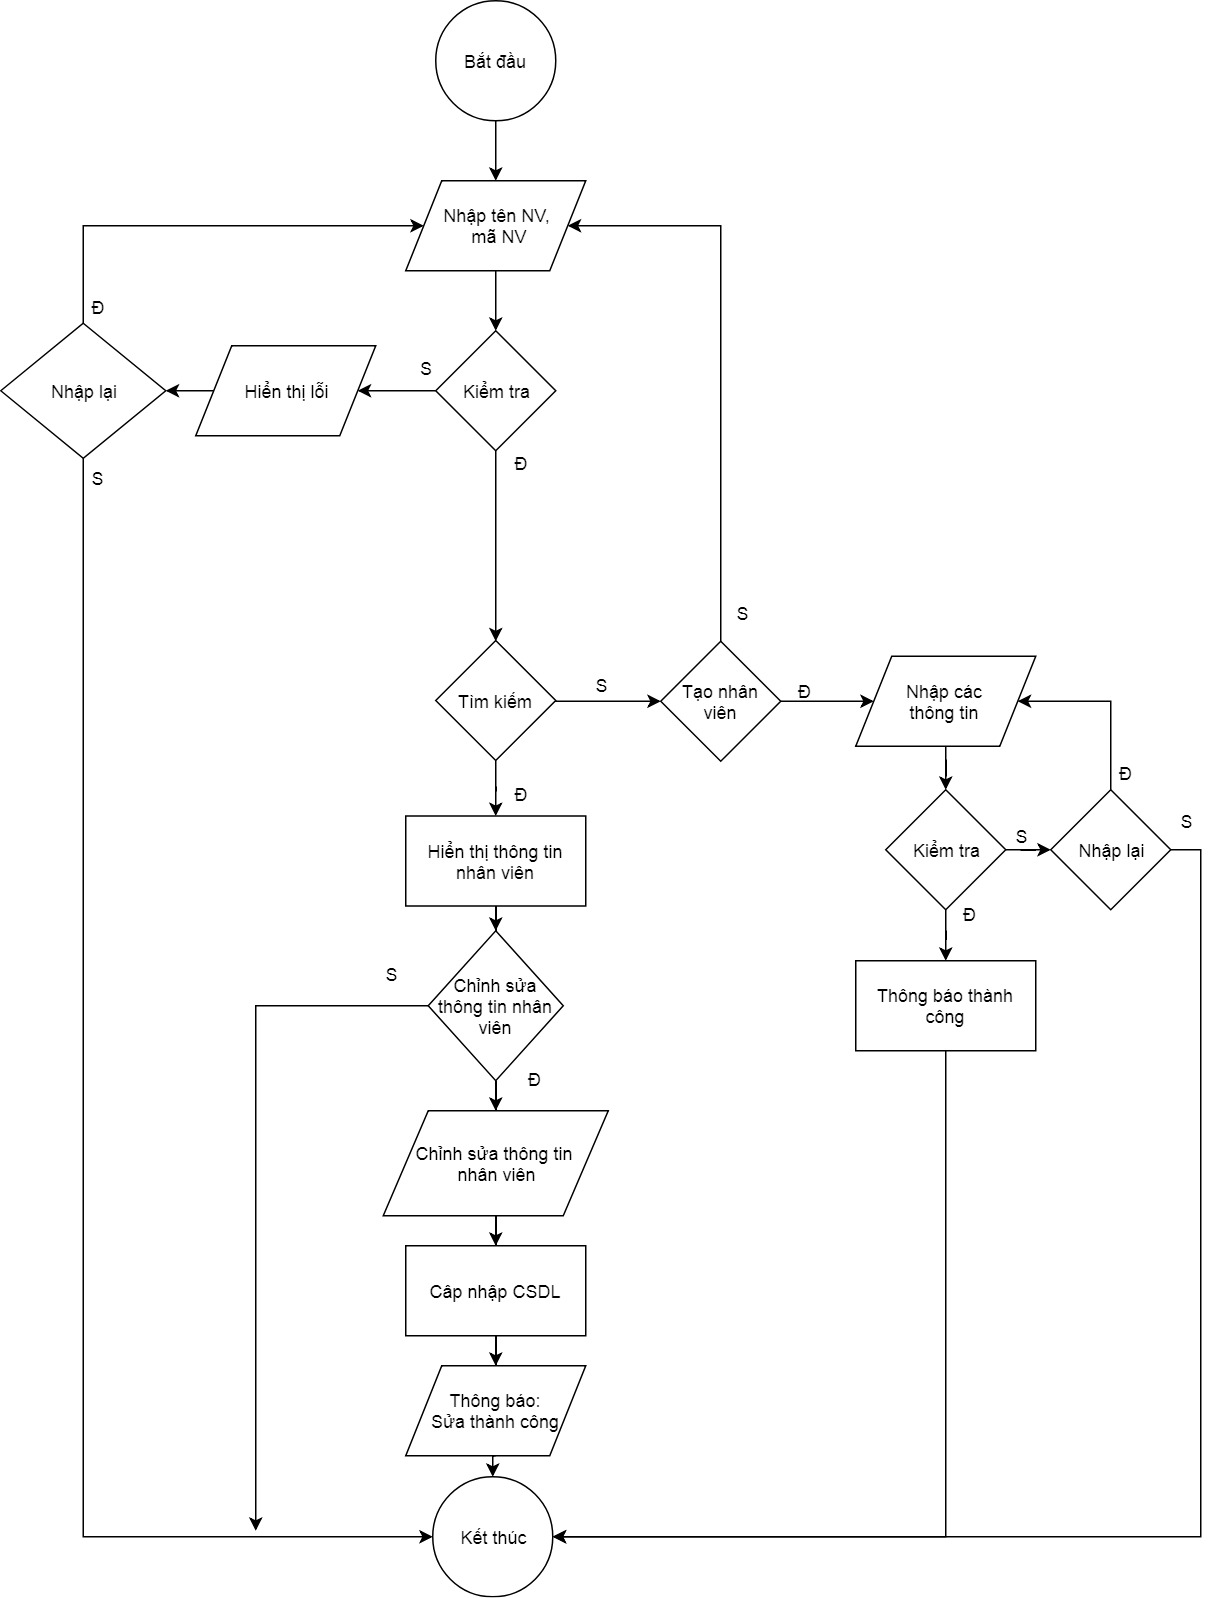 Bắt đầu
Nhập tên NV,
mã NV
Đ
Nhập lại
S
Hiển thị lỗi
S
Kiểm tra
Đ
S
Tìm kiếm
S
Tạo nhân
viên
Đ
Nhập các
thông tin
Đ
Đ
S
Hiển thị thông tin
nhân viên
Kiểm tra
S
Nhập lại
Đ
S
Chỉnh sửa
thông tin nhân
viên
Thông báo thành
công
Đ
Chỉnh sửa thông tin
nhân viên
Câp nhập CSDL
Thông báo:
Sửa thành công
Kết thúc